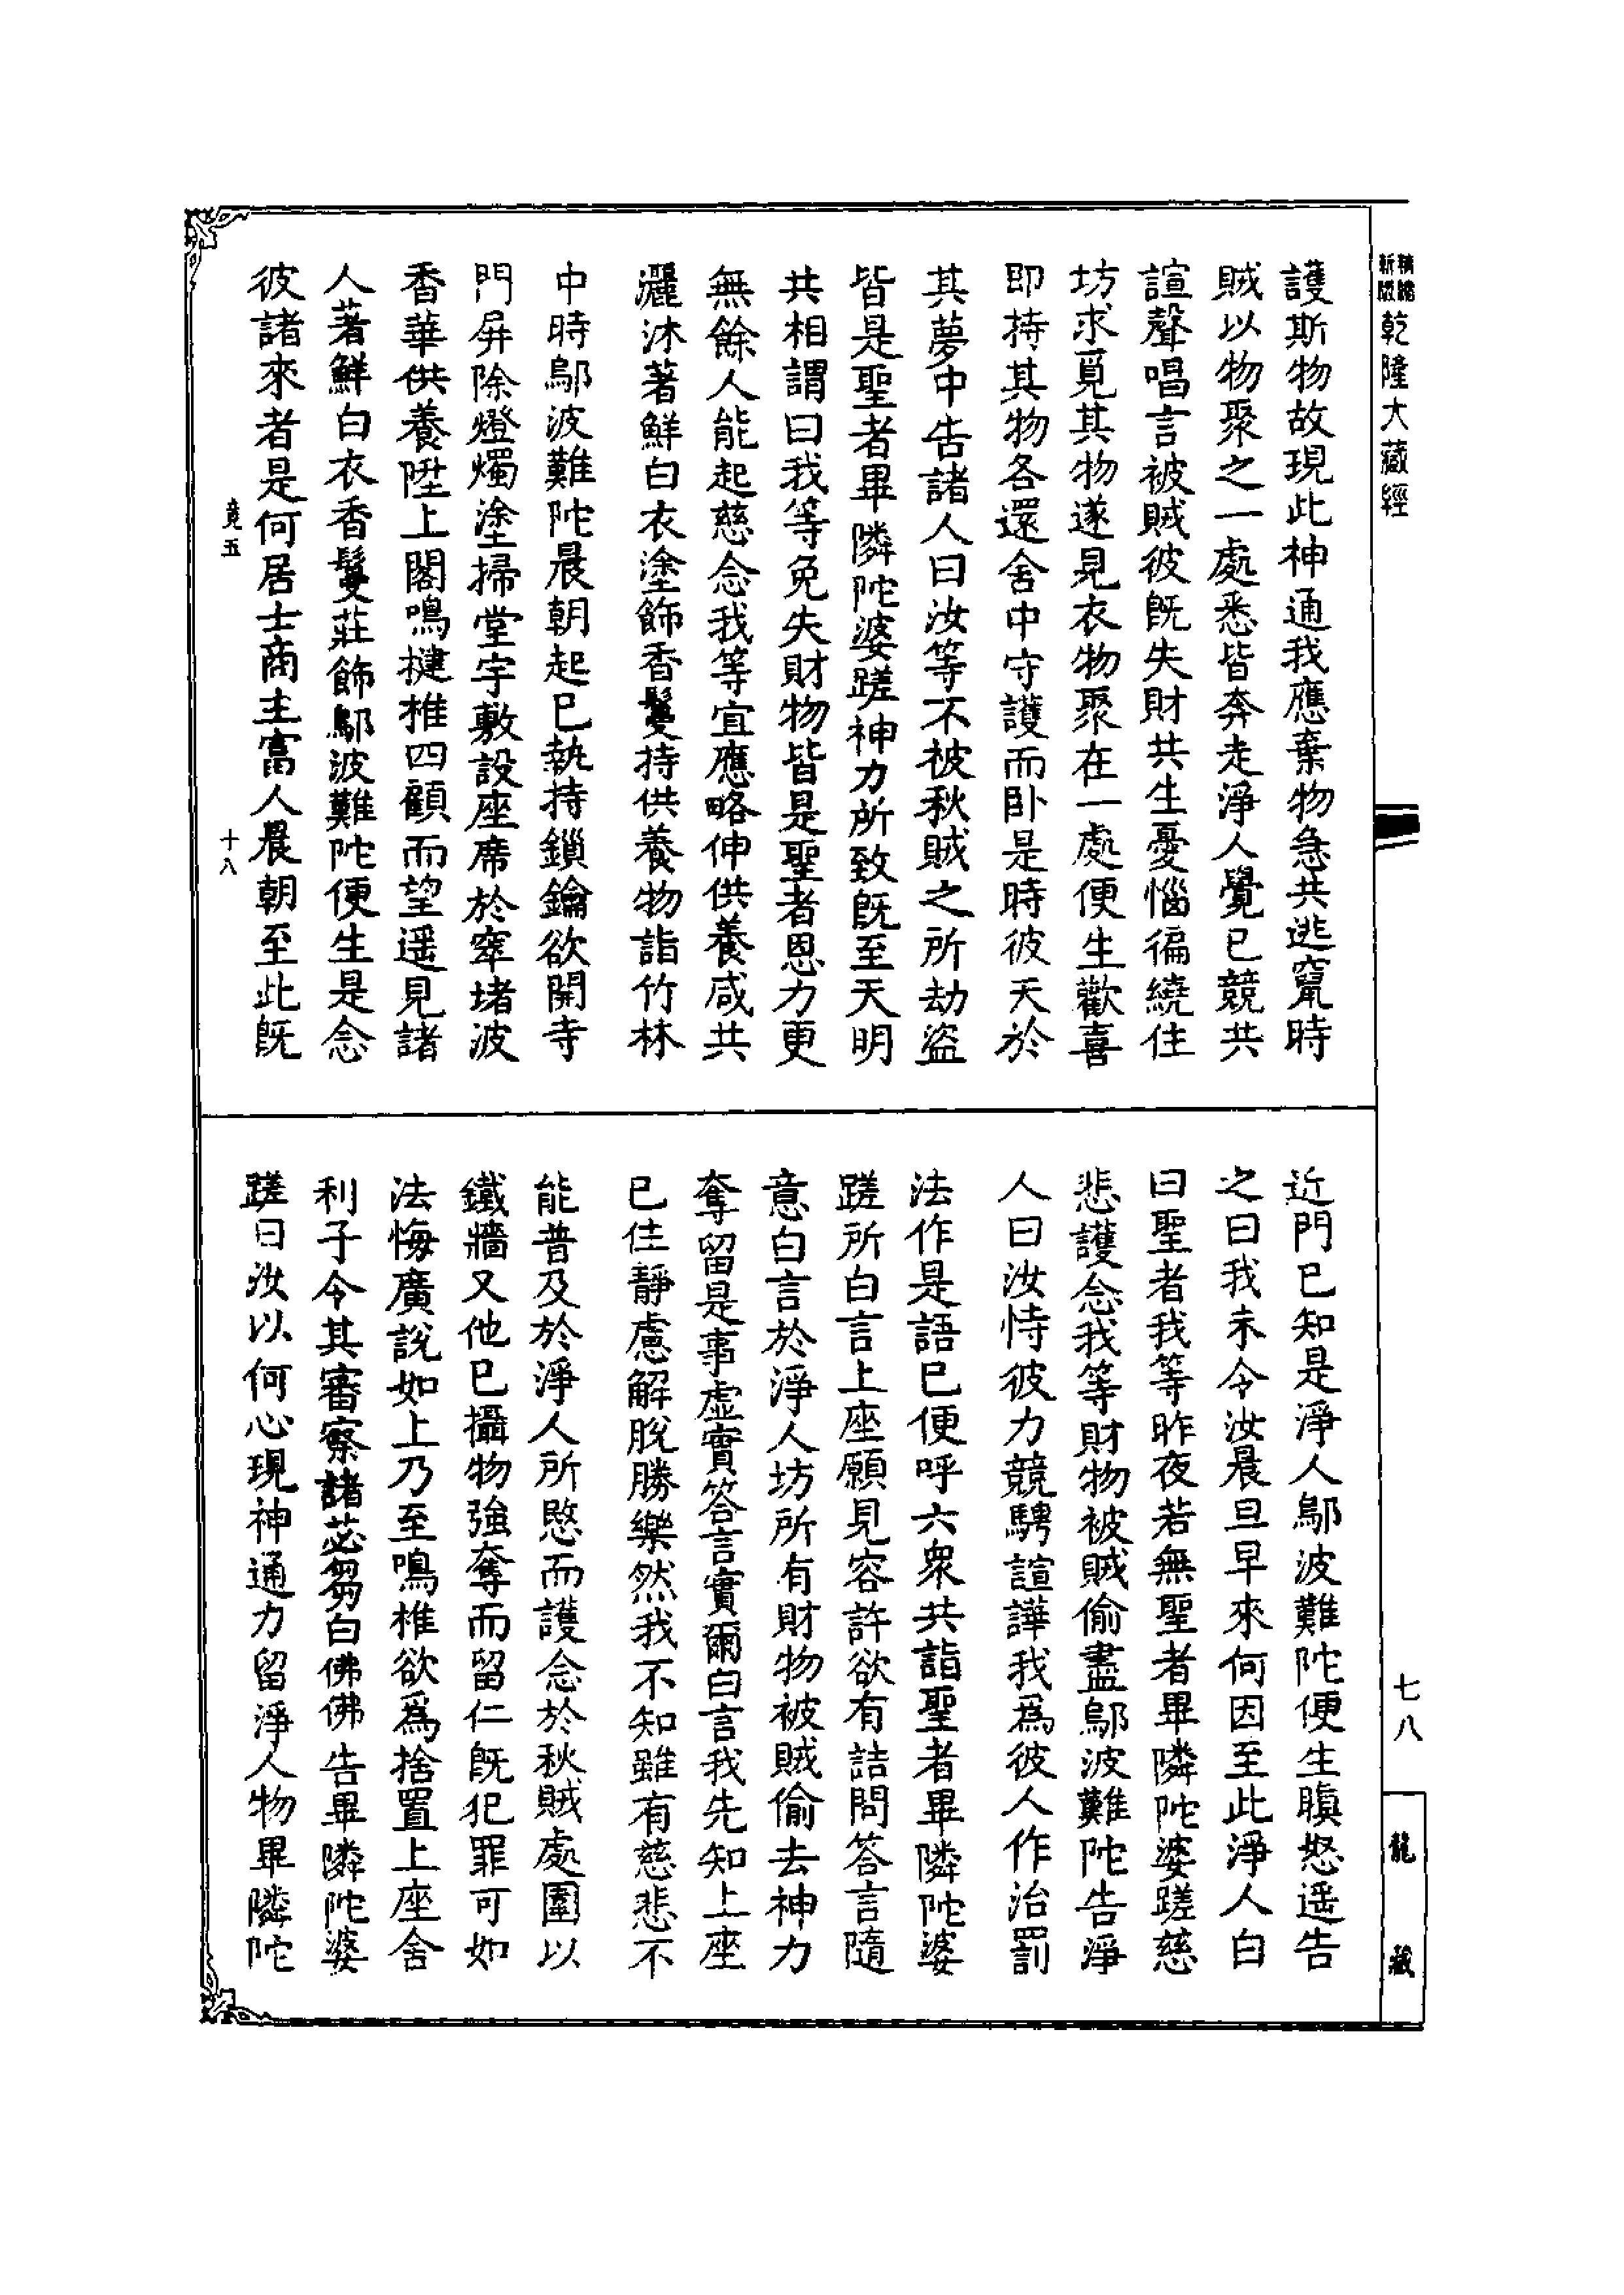 精縮
新版
乾隆大藏經
護斯物故現此神通我應棄物急共逃竄時
賊以物聚之一處悉皆奔走淨人覺已競共
諠聲唱言被賊彼既失財共生憂惱徧繞住
坊求覓其物遂見衣物聚在一處便生歡喜
即持其物各還舍中守護而卧是時彼天於
其夢中告諸人曰汝等不被秋賊之所劫盜
皆是聖者畢隣陀婆蹉神力所致既至天明
共相謂曰我等免失財物皆是聖者恩力更
無餘人能起慈念我等宜應略伸供養咸共
灑沐著鮮白衣塗飾香鬘持供養物詣竹林
中時鄔波難陀晨朝起已執持鎖鑰欲開寺
門屏除燈燭塗掃堂宇敷設座席於窣堵波
香華供養陞上閣鳴揵椎四顧而望遥見諸
人著鮮白衣香鬘莊飾鄔波難陀便生是念
彼諸來者是何居士商主富人晨朝至此既
竟五
十八
近門已知是淨人鄔波難陀便生瞋怒遥告
之曰我未令汝晨旦早來何因至此淨人白
曰聖者我等昨夜若無聖者畢隣陀婆蹉慈
悲護念我等財物被賊偷盡鄔波難陀告淨
人曰汝恃彼力競騁諠譁我爲彼人作治罰
法作是語已便呼六衆共詣聖者畢隣陀婆
蹉所白言上座願見容許欲有詰問答言隨
意白言於淨人坊所有財物被賊偷去神力
奪留是事虛實答言實爾白言我先知上座
已住靜慮解脫勝樂然我不知雖有慈悲不
能普及於淨人所愍而護念於秋賊處圍以
鐵牆又他已攝物強奪而留仁既犯罪可如
法悔廣說如上乃至鳴椎欲爲捨置上座舍
利子今其審察諸苾芻白佛佛告畢隣陀婆
蹉曰汝以何心現神通力留淨人物畢隣陀
七八
龍藏